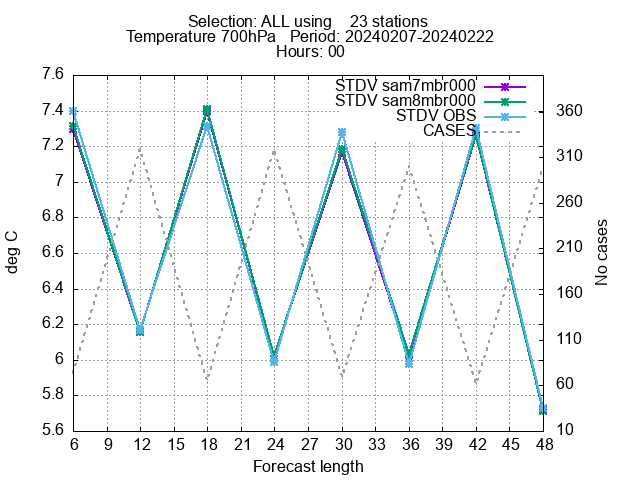 Selection: ALL using    23 stations
Temperature 700hPa   Period: 20240207-20240222
Hours: 00
STDV sam7mbr000
STDV sam8mbr000
STDV OBS
CASES
7.6
7.4
7.2
7
6.8
6.6
6.4
6.2
6
5.8
5.6
deg C
360
310
260
210
160
110
60
10
No cases
6 12 15 18 21 24 27 30 33 36 39 42 45 48
9
Forecast length